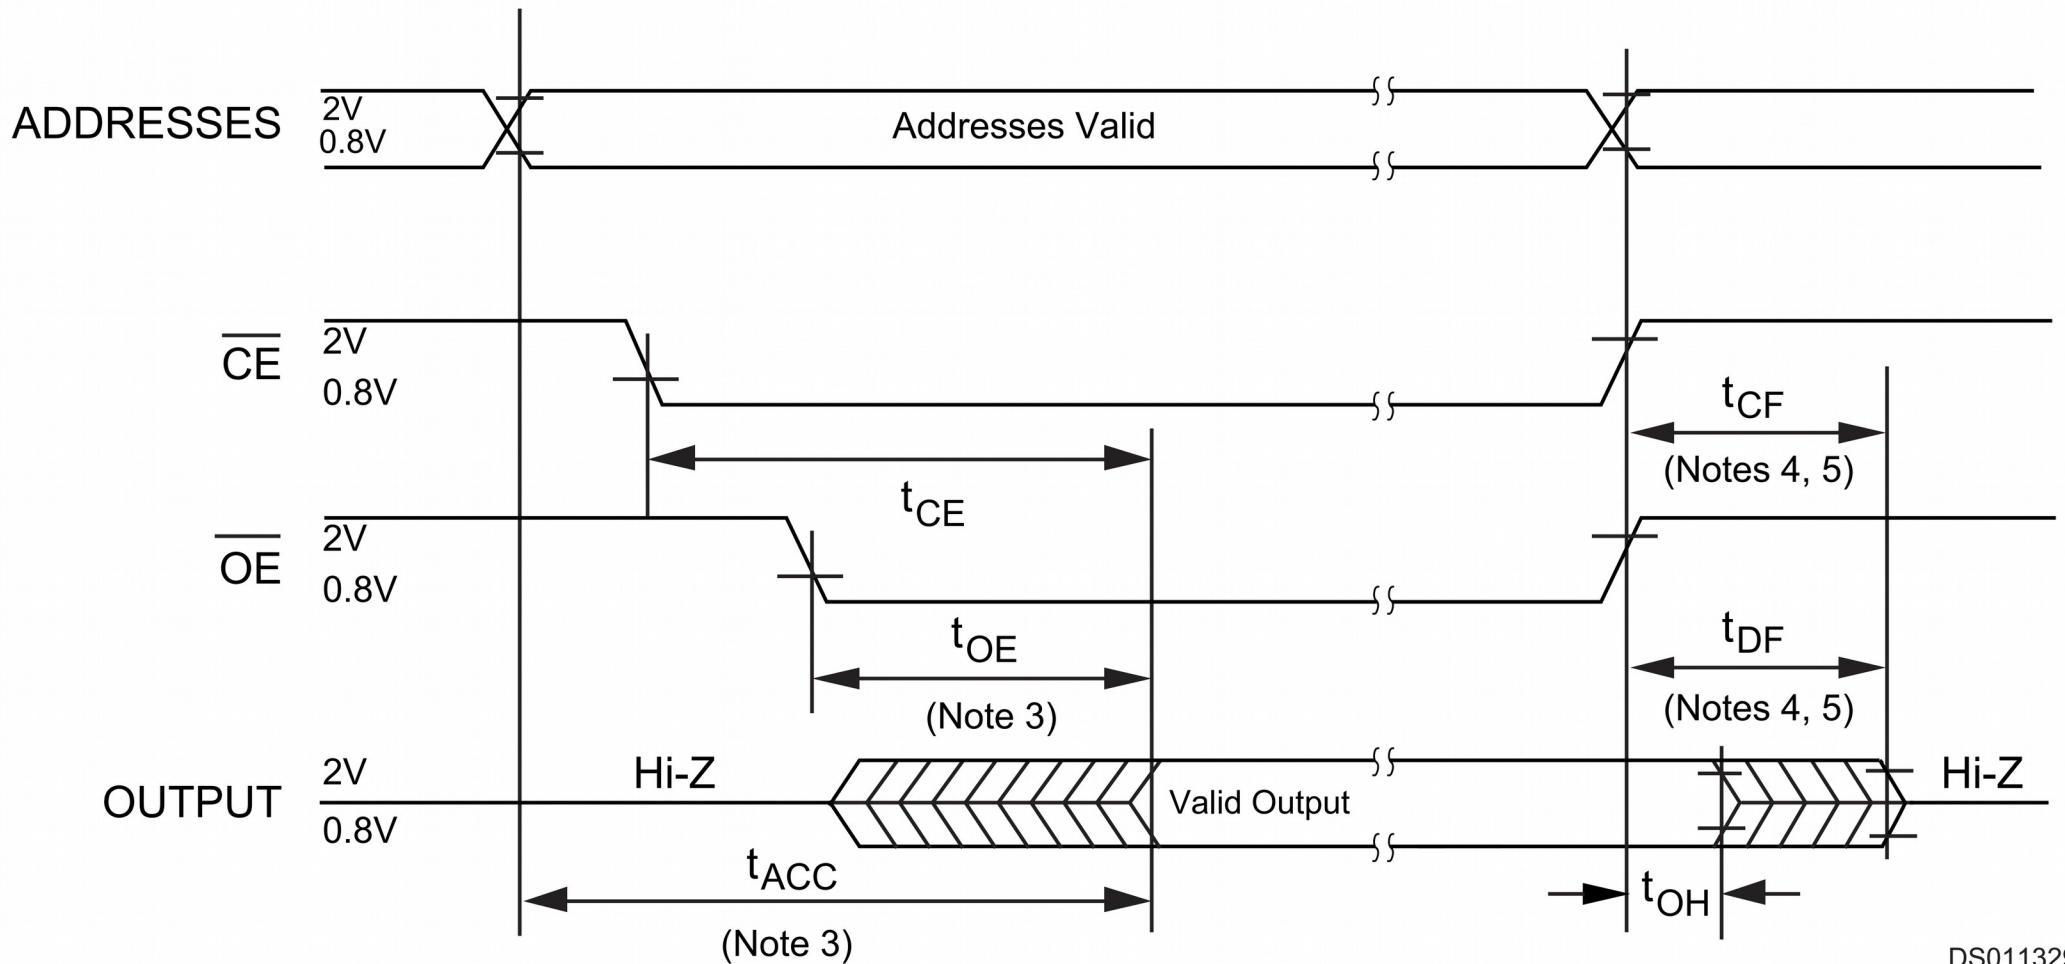 ADDRESSES
2V
0.8V
Addresses Valid
CE
2V
0.8V
tCF
(Notes 4, 5)
tCE
OE
2V
0.8V
tOE
(Note 3)
tDF
(Notes 4, 5)
OUTPUT
2V
0.8V
Hi-Z
Valid Output
Hi-Z
tACC
(Note 3)
tOH
DS011329